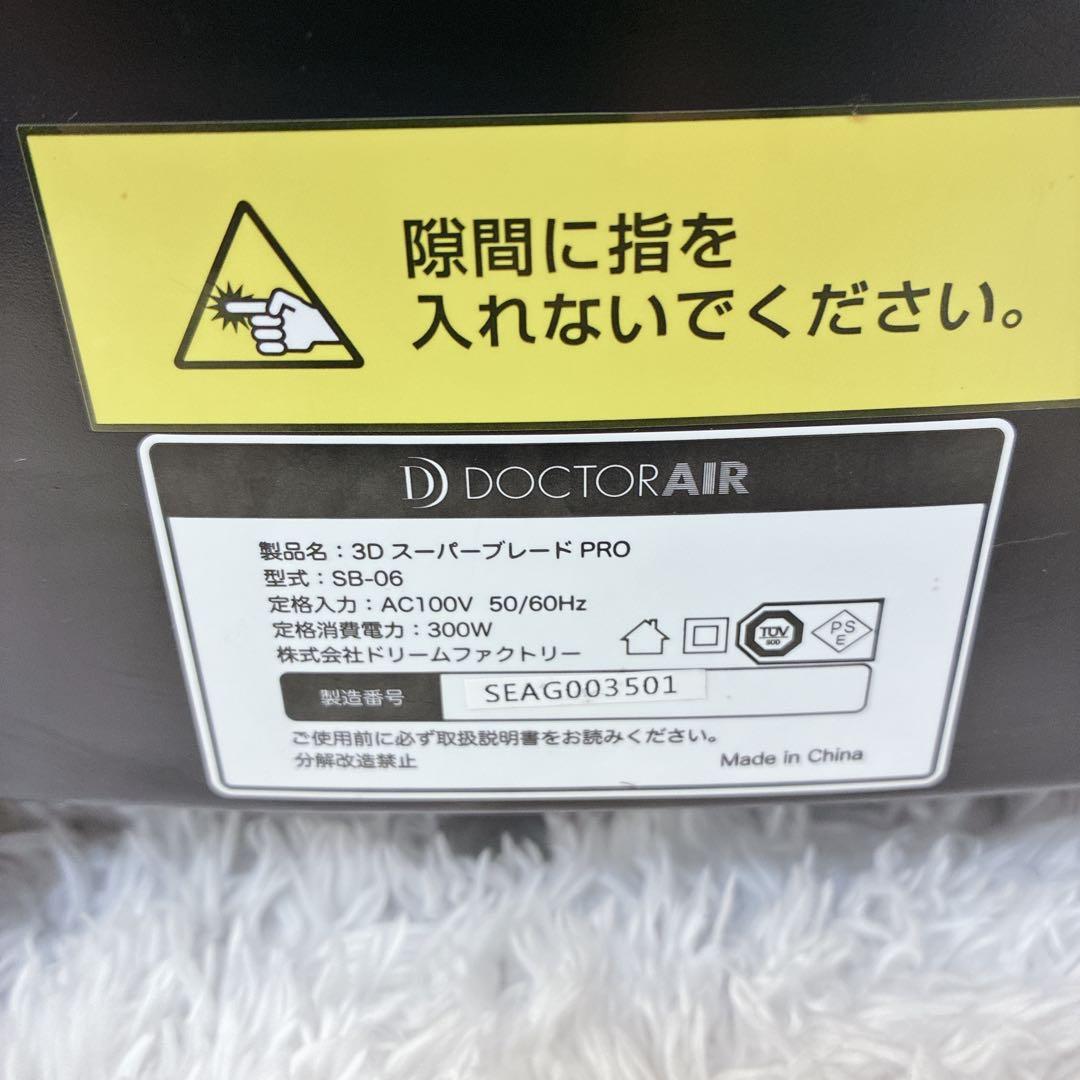 隙間に指を
入れないでください。
D DOCTORAIR
製品名：3D スーパーブレード PRO
型式：SB-06
定格入力：AC100V 50/60Hz
定格消費電力：300W
株式会社ドリームファクトリー
TÜV
SÜD
PS
E
製造番号 SEAG003501
ご使用前に必ず取扱説明書をお読みください。
分解改造禁止
Made in China